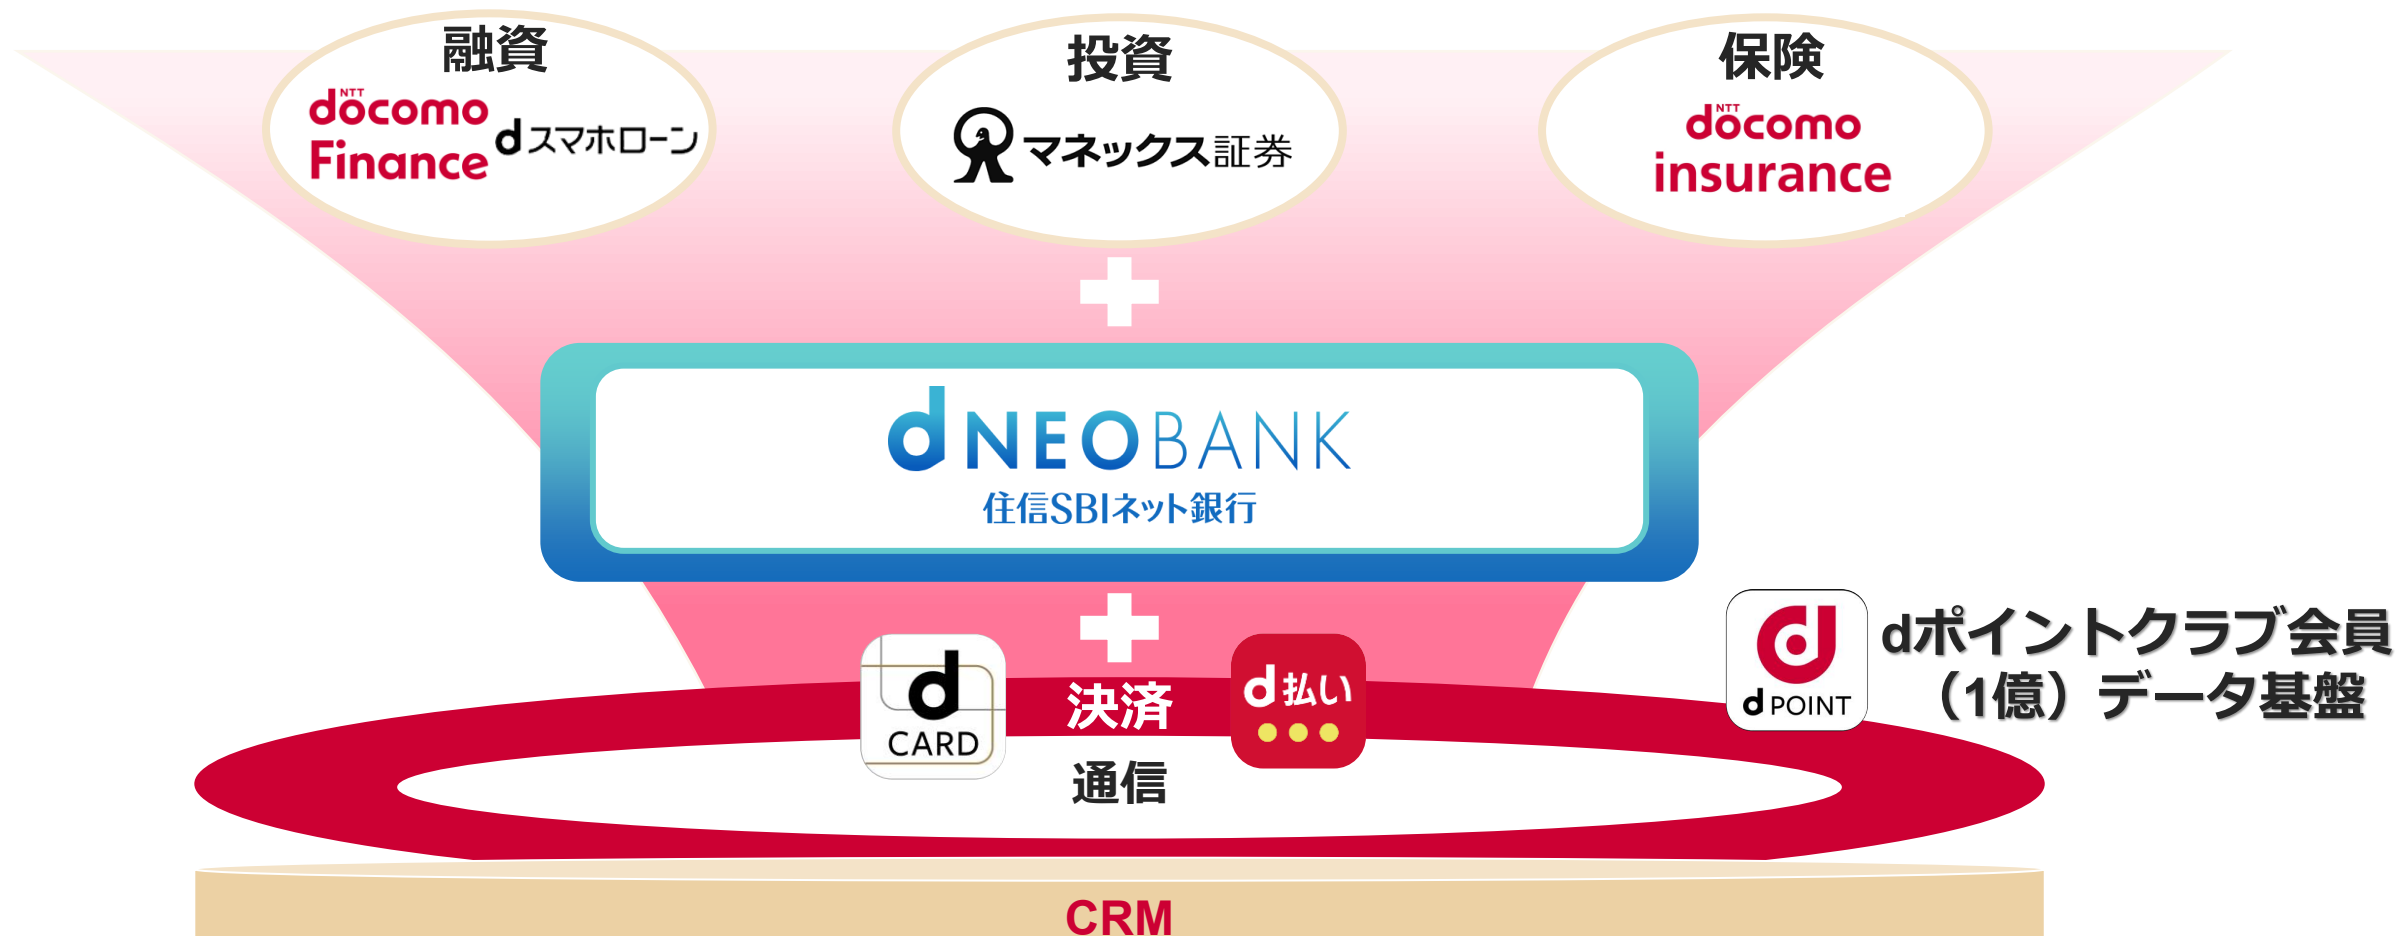 融資
NTT
docomo
Finance
dスマホローン
投資
マネックス証券
保険
NTT
docomo
insurance
d NEOBANK
住信SBIネット銀行
d
CARD
決済
d払い
通信
d
d POINT
dポイントクラブ会員
（1億）データ基盤
CRM